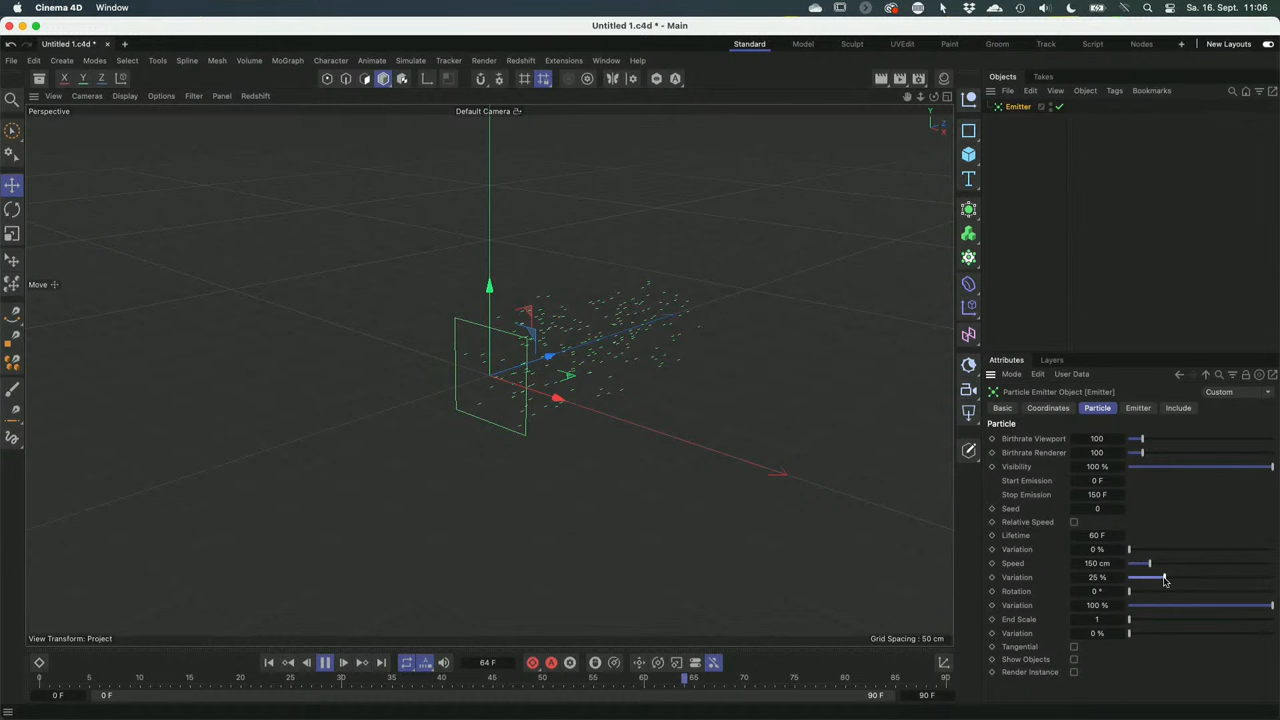 Cinema 4D Window Sa. 16. Sept. 11:06
Untitled 1.c4d * - Main
Untitled 1.c4d * Standard Model Sculpt UVEdit Paint Groom Track Script Nodes New Layouts
File Edit Create Modes Select Tools Spline Mesh Volume MoGraph Character Animate Simulate Tracker Render Redshift Extensions Window Help
Objects Takes
X Y Z
File Edit View Object Tags Bookmarks
View Cameras Display Options Filter Panel Redshift
Emitter
Perspective Default Camera
Y Z X
Move
Attributes Layers
Mode Edit User Data
Particle Emitter Object [Emitter] Custom
Basic Coordinates Particle Emitter Include
Particle
Birthrate Viewport 100
Birthrate Renderer 100
Visibility 100 %
Start Emission 0 F
Stop Emission 150 F
Seed 0
Relative Speed
Lifetime 60 F
Variation 0 %
Speed 150 cm
Variation 25 %
Rotation 0 °
Variation 100 %
End Scale 1
Variation 0 %
Tangential
Show Objects
Render Instance
View Transform: Project Grid Spacing : 50 cm
64 F
0 5 10 15 20 25 30 35 40 45 50 55 60 65 70 75 80 85 90
0 F 0 F 90 F 90 F